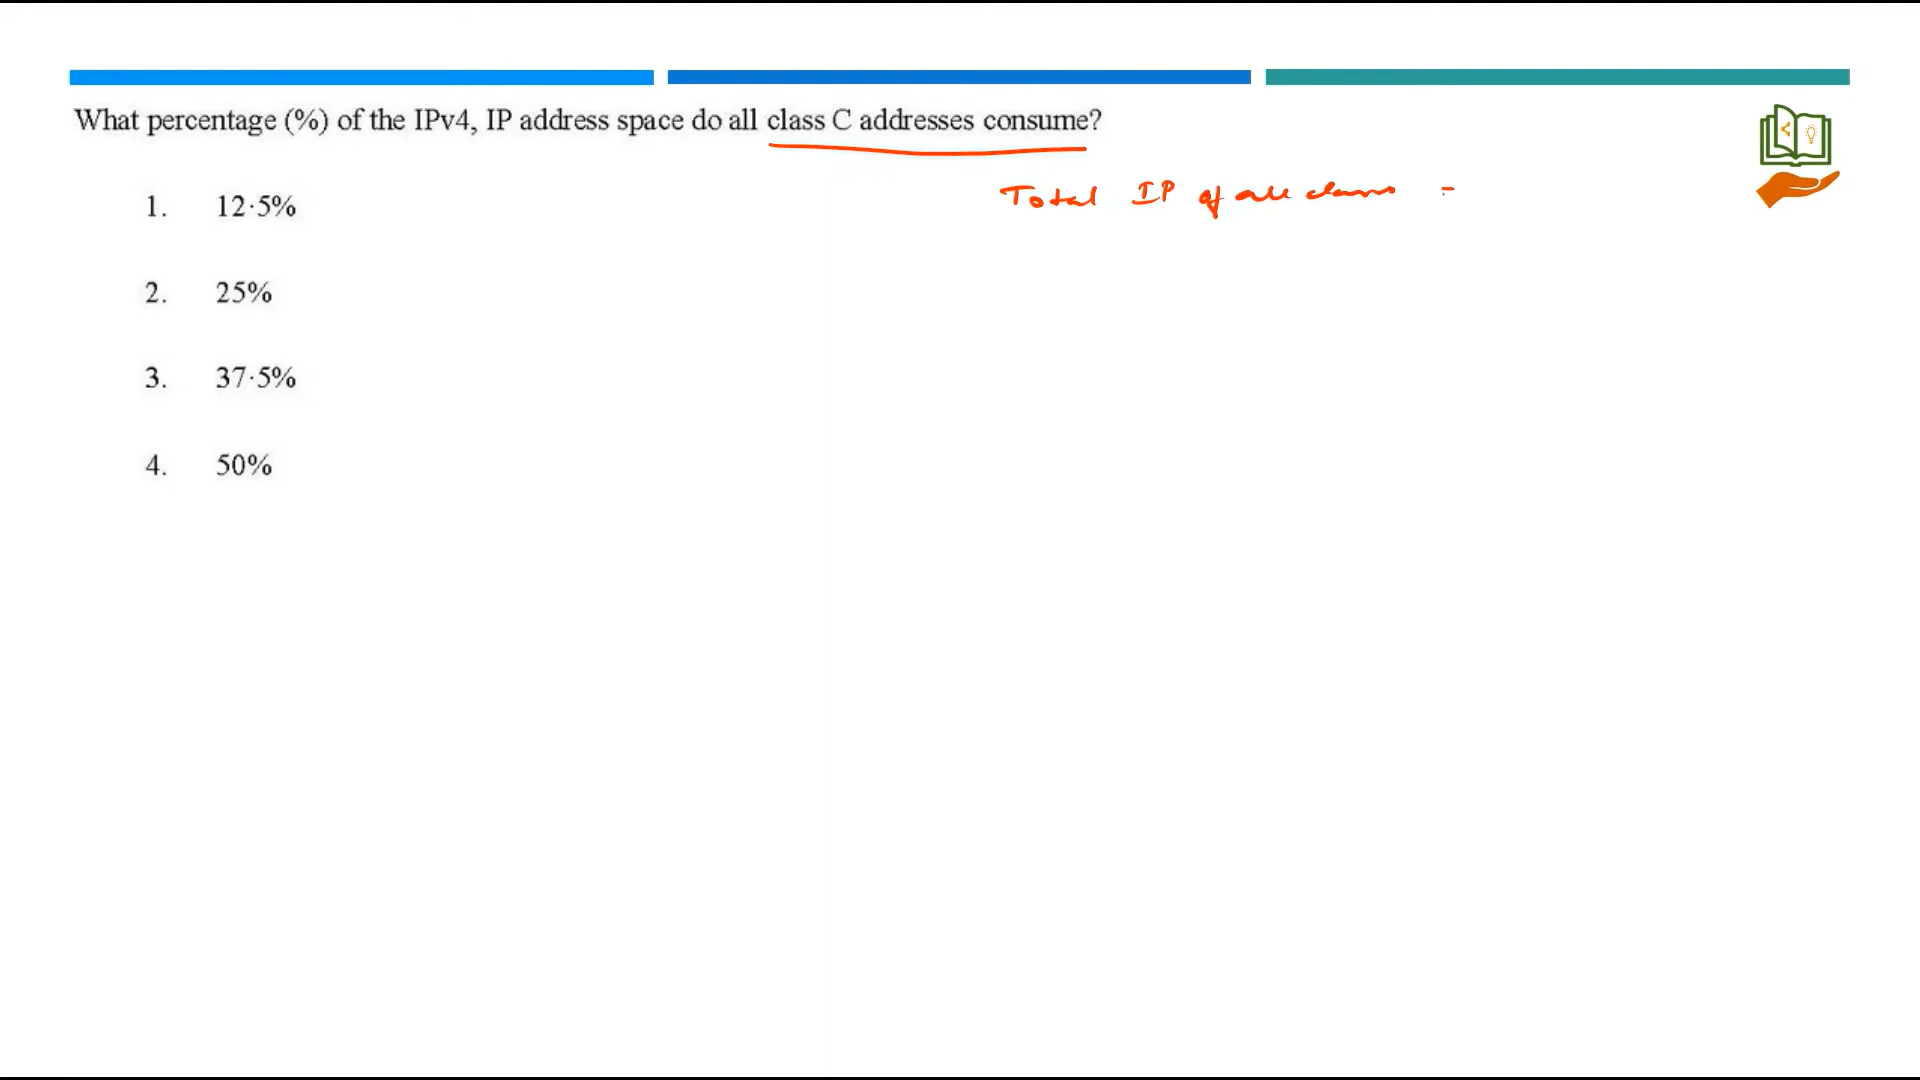 What percentage (%) of the IPv4, IP address space do all class C addresses consume?
Total IP of all class =
1. 12·5%
2. 25%
3. 37·5%
4. 50%